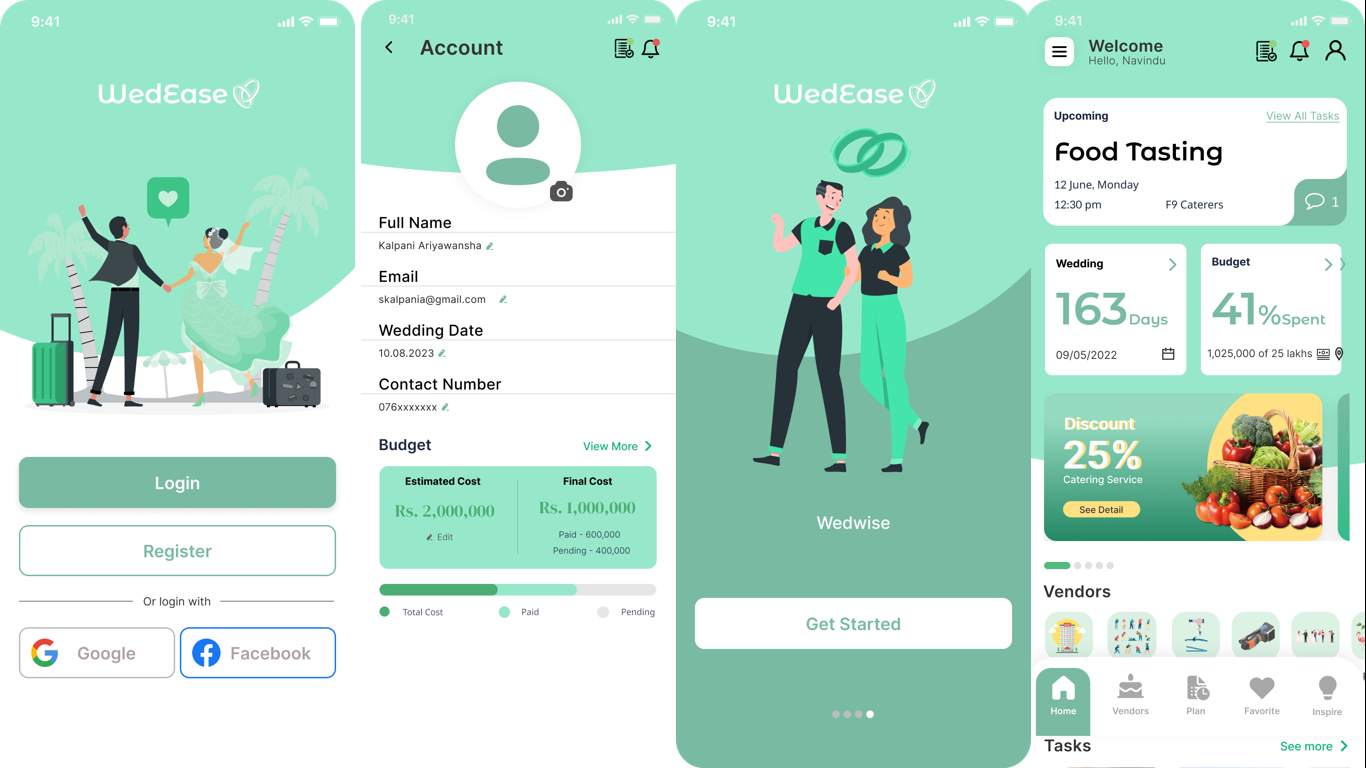 9:41
WedEase
Login
Register
Or login with
Google
Facebook
9:41
Account
Full Name
Kalpani Ariyawansha
Email
skalpania@gmail.com
Wedding Date
10.08.2023
Contact Number
076xxxxxxx
Budget
View More
Estimated Cost
Rs. 2,000,000
Edit
Final Cost
Rs. 1,000,000
Paid - 600,000
Pending - 400,000
Total Cost
Paid
Pending
9:41
WedEase
Wedwise
Get Started
9:41
Welcome
Hello, Navindu
Upcoming
View All Tasks
Food Tasting
12 June, Monday
12:30 pm
F9 Caterers
1
Wedding
163 Days
09/05/2022
Budget
41% Spent
1,025,000 of 25 lakhs
Discount
25%
Catering Service
See Detail
Vendors
Home
Vendors
Plan
Favorite
Inspire
Tasks
See more